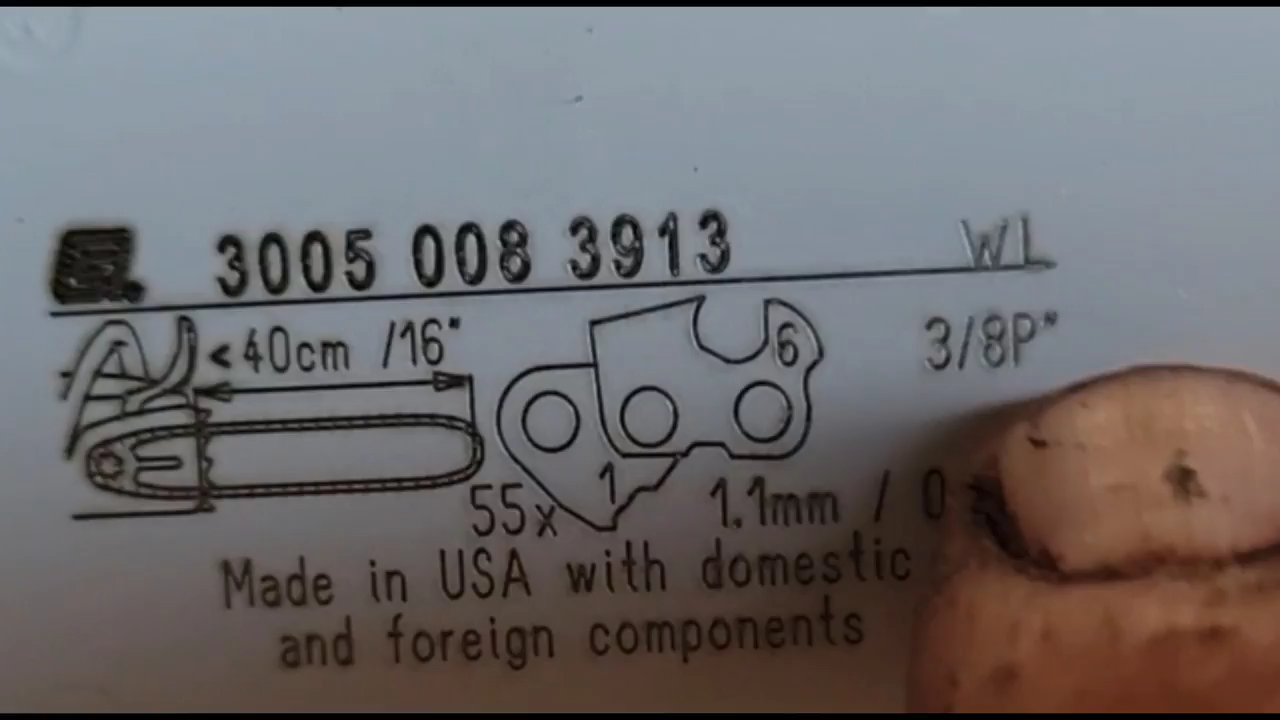 3005 008 3913 WL
<40cm /16" 6 3/8P"
55x 1 1.1mm / 0
Made in USA with domestic
and foreign components